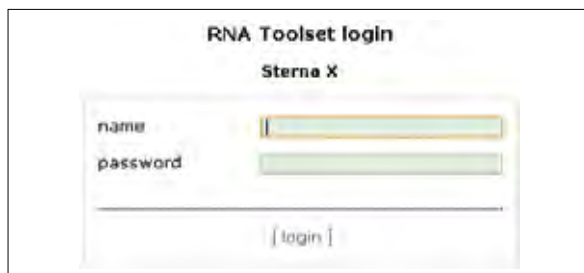 RNA Toolset login
Sterna X
name
password
[ login ]